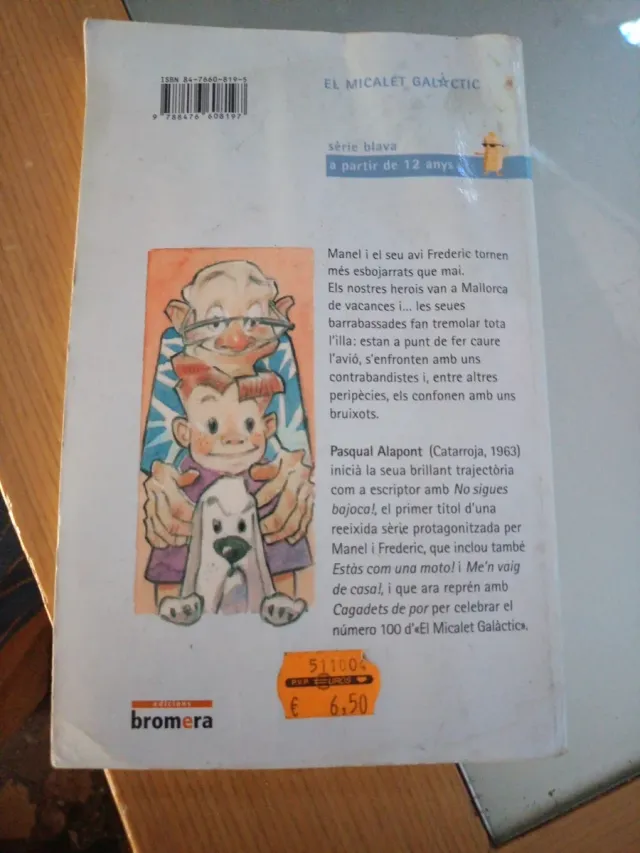 ISBN 84-7660-819-5
9 788476 608197
EL MICALET GALÀCTIC
sèrie blava
a partir de 12 anys
Manel i el seu avi Frederic tornen
més esbojarrats que mai.
Els nostres herois van a Mallorca
de vacances i... les seues
barrabassades fan tremolar tota
l'illa: estan a punt de fer caure
l'avió, s'enfronten amb uns
contrabandistes i, entre altres
peripècies, els confonen amb uns
bruixots.
Pasqual Alapont (Catarroja, 1963)
inicià la seua brillant trajectòria
com a escriptor amb No sigues
bajoca!, el primer títol d'una
reeixida sèrie protagonitzada per
Manel i Frederic, que inclou també
Estàs com una moto! i Me'n vaig
de casa!, i que ara reprén amb
Cagadets de por per celebrar el
número 100 d'«El Micalet Galàctic».
511004
P.V.P. EUROS
€ 6,50
edicions
bromera